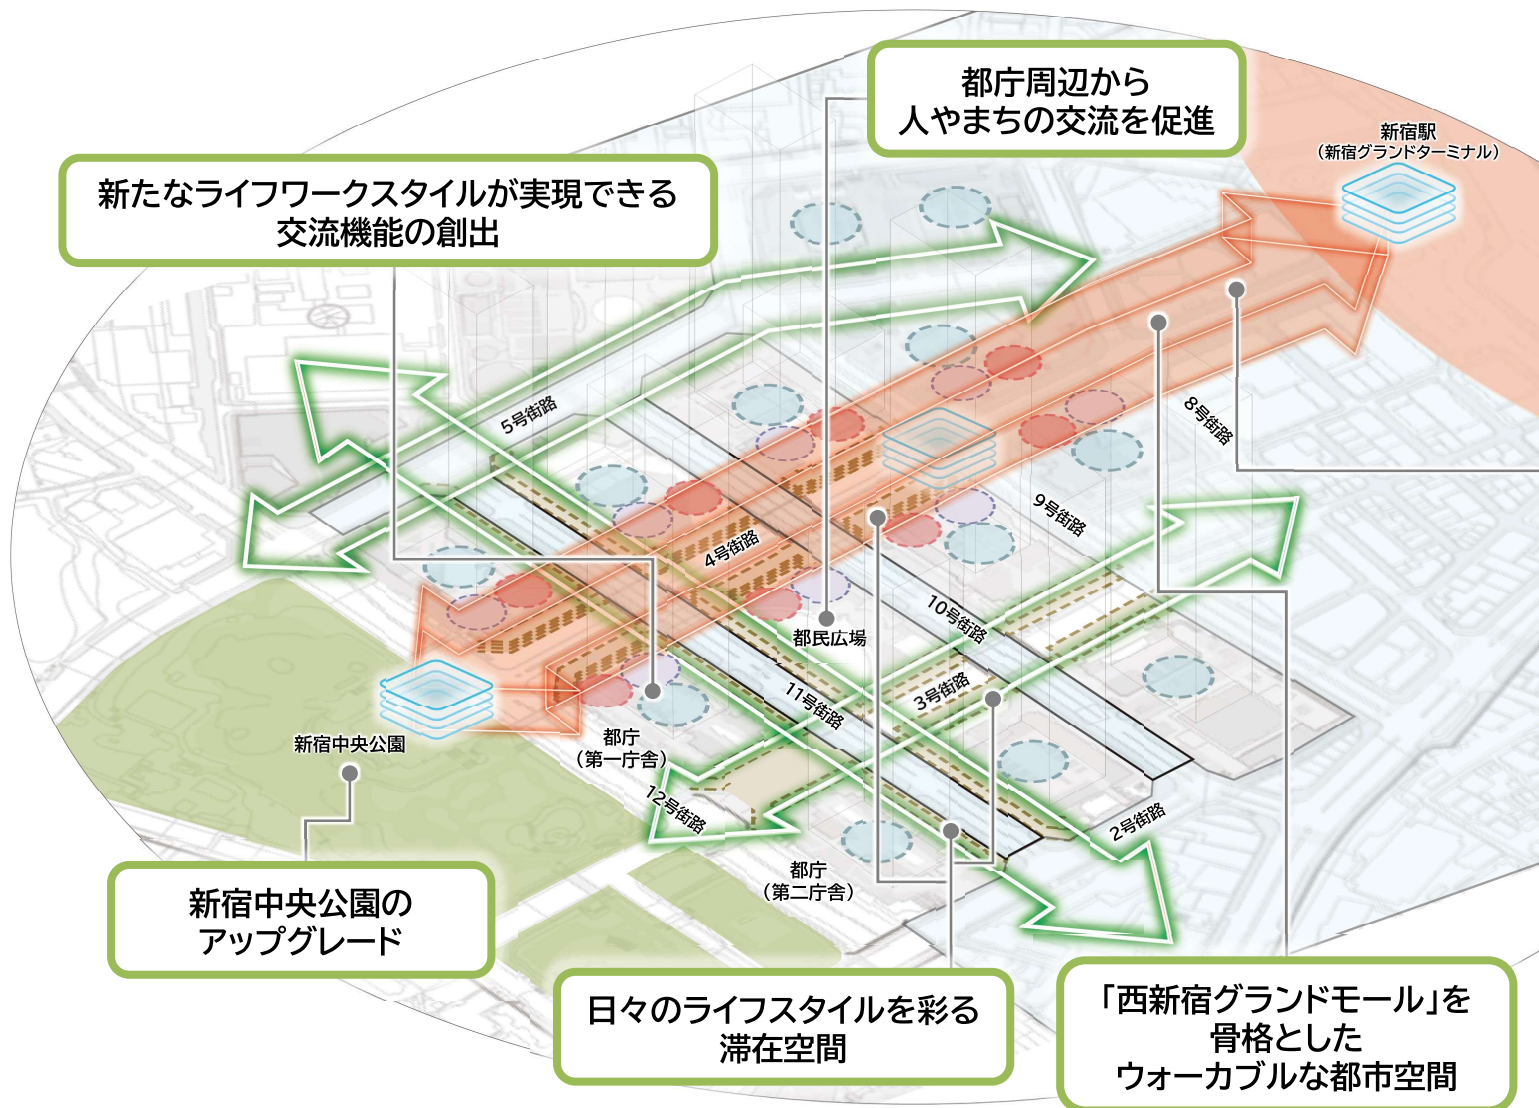 都庁周辺から
人やまちの交流を促進
新宿駅
(新宿グランドターミナル)
新たなライフワークスタイルが実現できる
交流機能の創出
5号街路
8号街路
9号街路
4号街路
10号街路
都民広場
3号街路
11号街路
新宿中央公園
都庁
(第一庁舎)
12号街路
2号街路
都庁
(第二庁舎)
新宿中央公園の
アップグレード
日々のライフスタイルを彩る
滞在空間
「西新宿グランドモール」を
骨格とした
ウォーカブルな都市空間